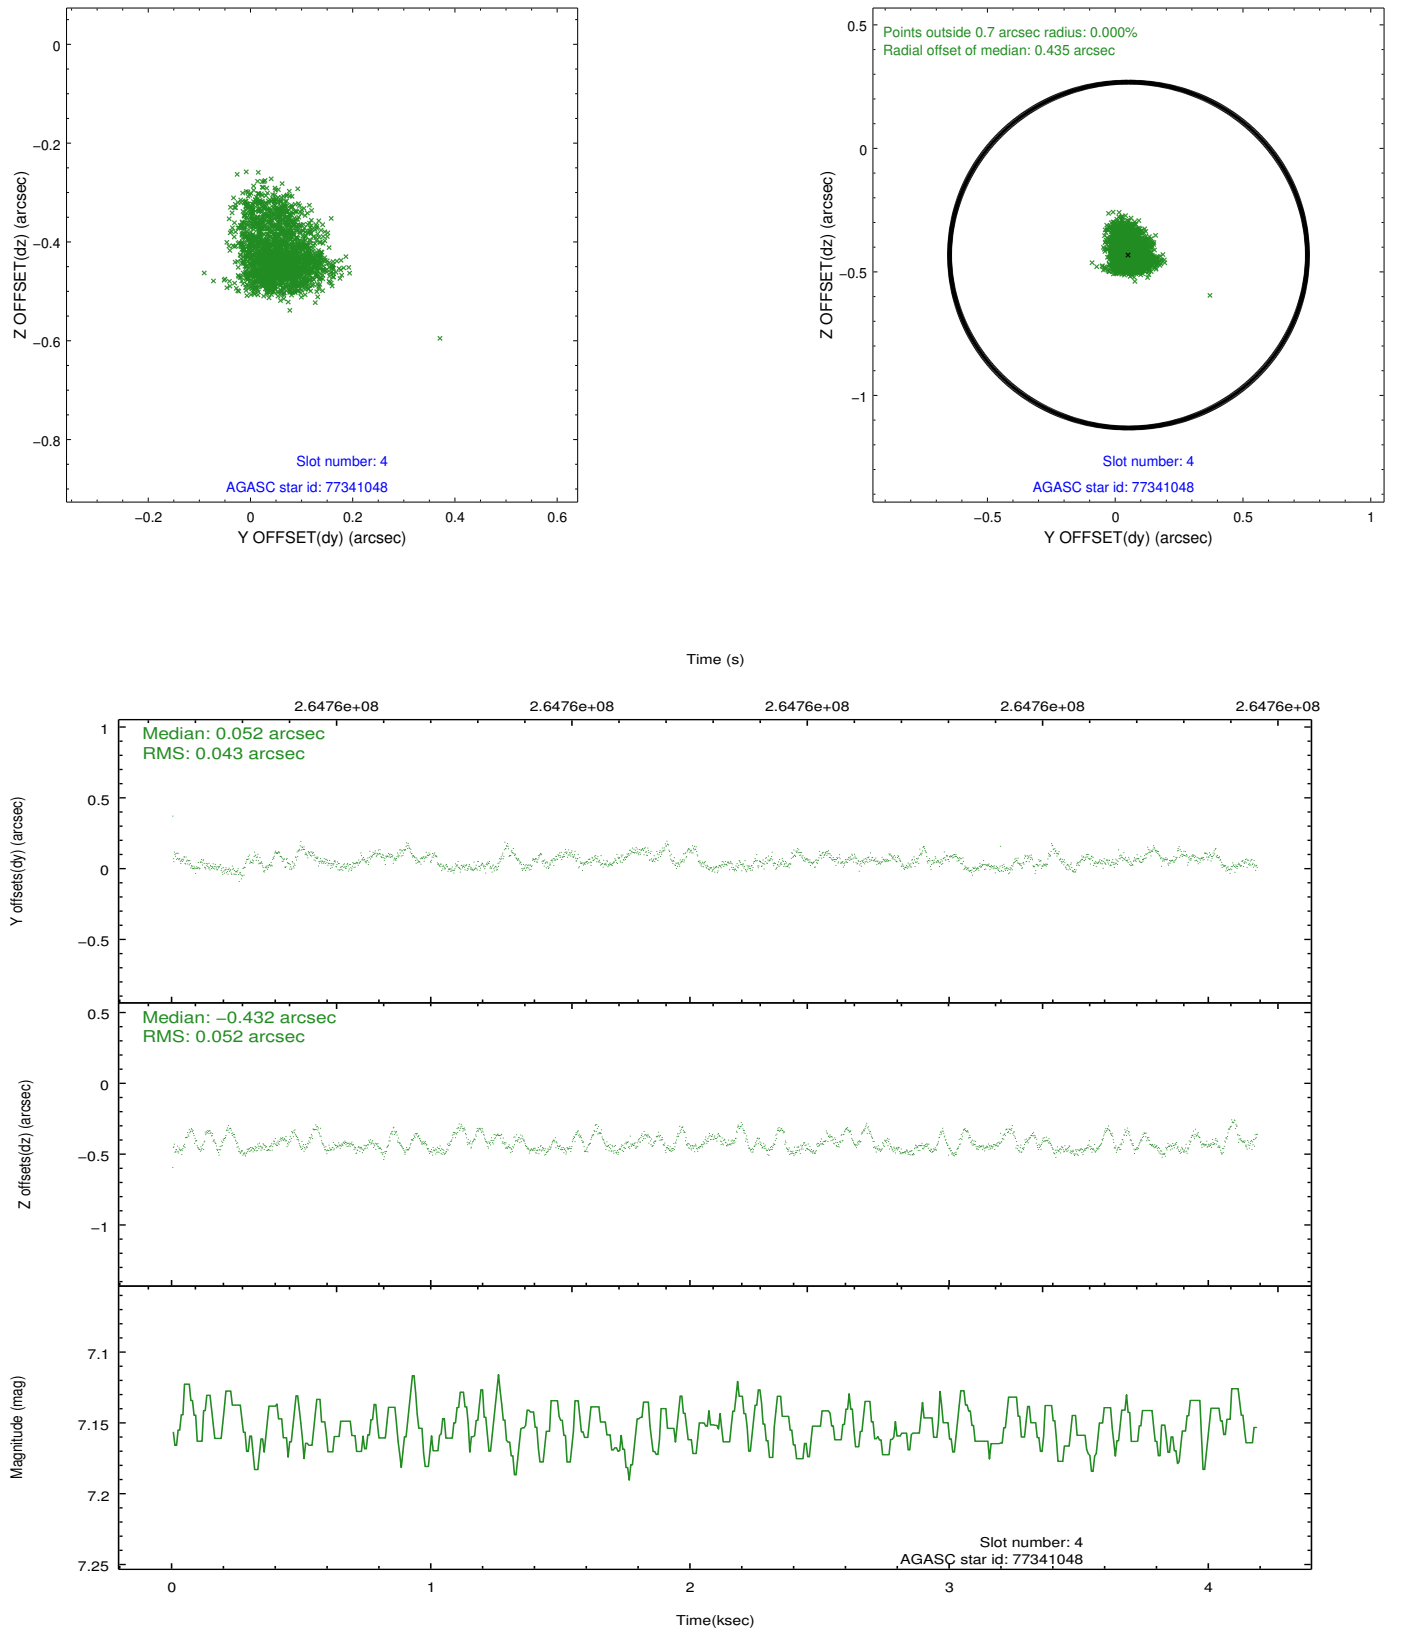 0
−0.2
−0.4
−0.6
−0.8
Z OFFSET(dz) (arcsec)
Slot number: 4
AGASC star id: 77341048
−0.2 0 0.2 0.4 0.6
Y OFFSET(dy) (arcsec)
Points outside 0.7 arcsec radius: 0.000%
Radial offset of median: 0.435 arcsec
0.5
0
−0.5
−1
Z OFFSET(dz) (arcsec)
Slot number: 4
AGASC star id: 77341048
−0.5 0 0.5 1
Y OFFSET(dy) (arcsec)
Time (s)
2.6476e+08 2.6476e+08 2.6476e+08 2.6476e+08 2.6476e+08
Median: 0.052 arcsec
RMS: 0.043 arcsec
1
0.5
0
−0.5
Y offsets(dy) (arcsec)
Median: −0.432 arcsec
RMS: 0.052 arcsec
0.5
0
−0.5
−1
Z offsets(dz) (arcsec)
7.1
7.15
7.2
7.25
Magnitude (mag)
Slot number: 4
AGASC star id: 77341048
0 1 2 3 4
Time(ksec)